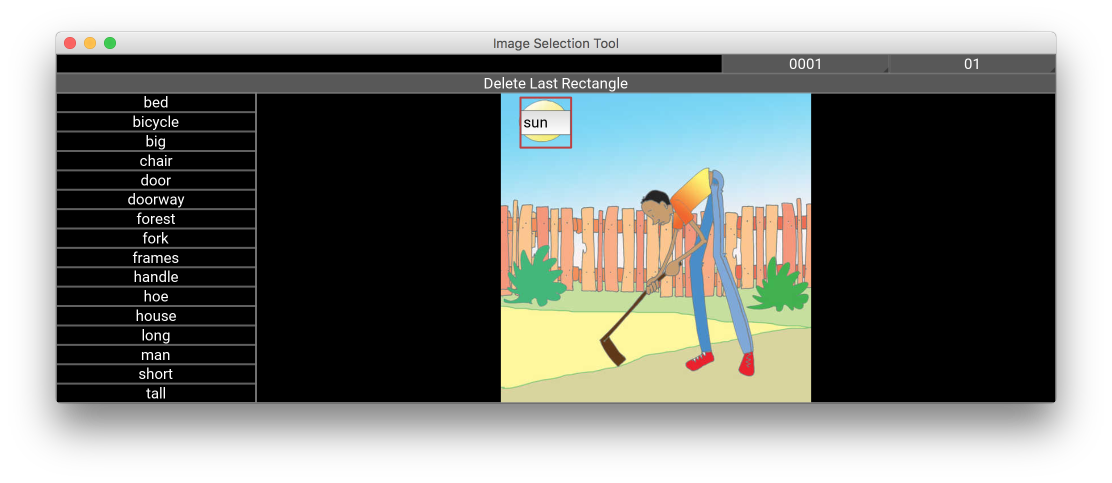 Image Selection Tool
0001 01
Delete Last Rectangle
bed
bicycle
big
chair
door
doorway
forest
fork
frames
handle
hoe
house
long
man
short
tall
sun